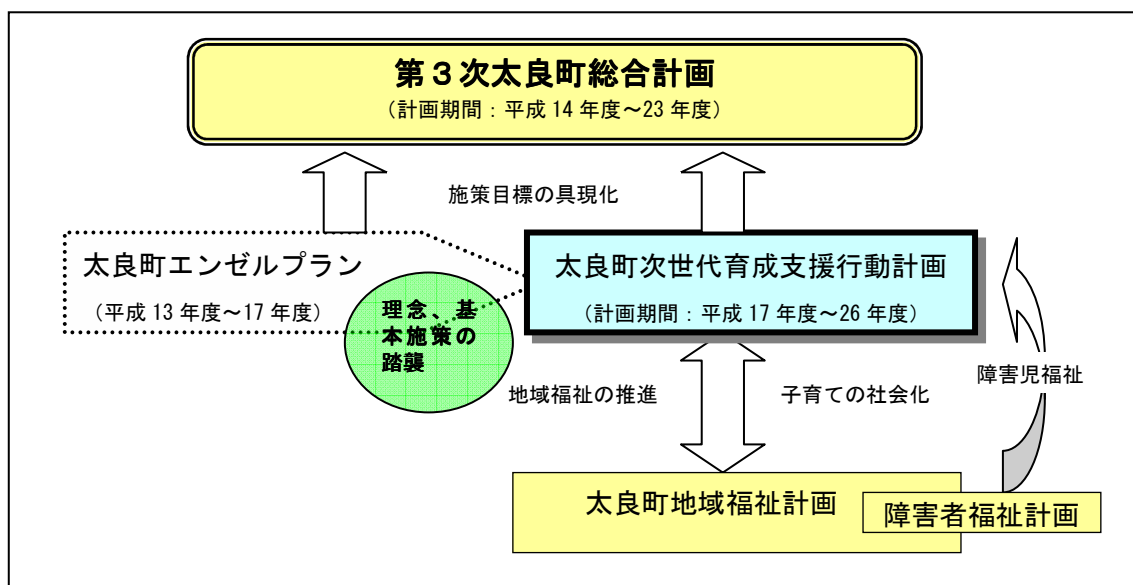 第３次太良町総合計画
（計画期間：平成 14 年度～23 年度）
施策目標の具現化
太良町エンゼルプラン
（平成 13 年度～17 年度）
理念、基
本施策の
踏襲
太良町次世代育成支援行動計画
（計画期間：平成 17 年度～26 年度）
地域福祉の推進
子育ての社会化
障害児福祉
太良町地域福祉計画
障害者福祉計画